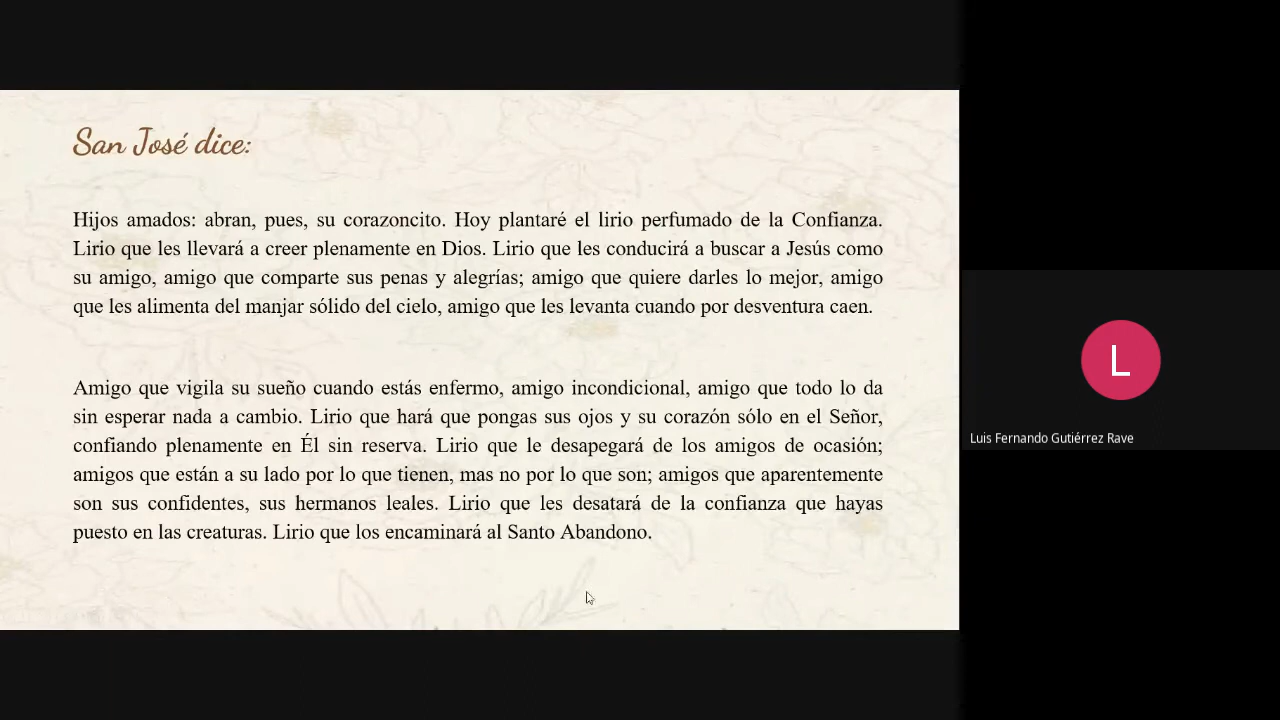 San José dice:
Hijos amados: abran, pues, su corazoncito. Hoy plantaré el lirio perfumado de la Confianza.
Lirio que les llevará a creer plenamente en Dios. Lirio que les conducirá a buscar a Jesús como
su amigo, amigo que comparte sus penas y alegrías; amigo que quiere darles lo mejor, amigo
que les alimenta del manjar sólido del cielo, amigo que les levanta cuando por desventura caen.
Amigo que vigila su sueño cuando estás enfermo, amigo incondicional, amigo que todo lo da
sin esperar nada a cambio. Lirio que hará que pongas sus ojos y su corazón sólo en el Señor,
confiando plenamente en Él sin reserva. Lirio que le desapegará de los amigos de ocasión;
amigos que están a su lado por lo que tienen, mas no por lo que son; amigos que aparentemente
son sus confidentes, sus hermanos leales. Lirio que les desatará de la confianza que hayas
puesto en las creaturas. Lirio que los encaminará al Santo Abandono.
L
Luis Fernando Gutiérrez Rave